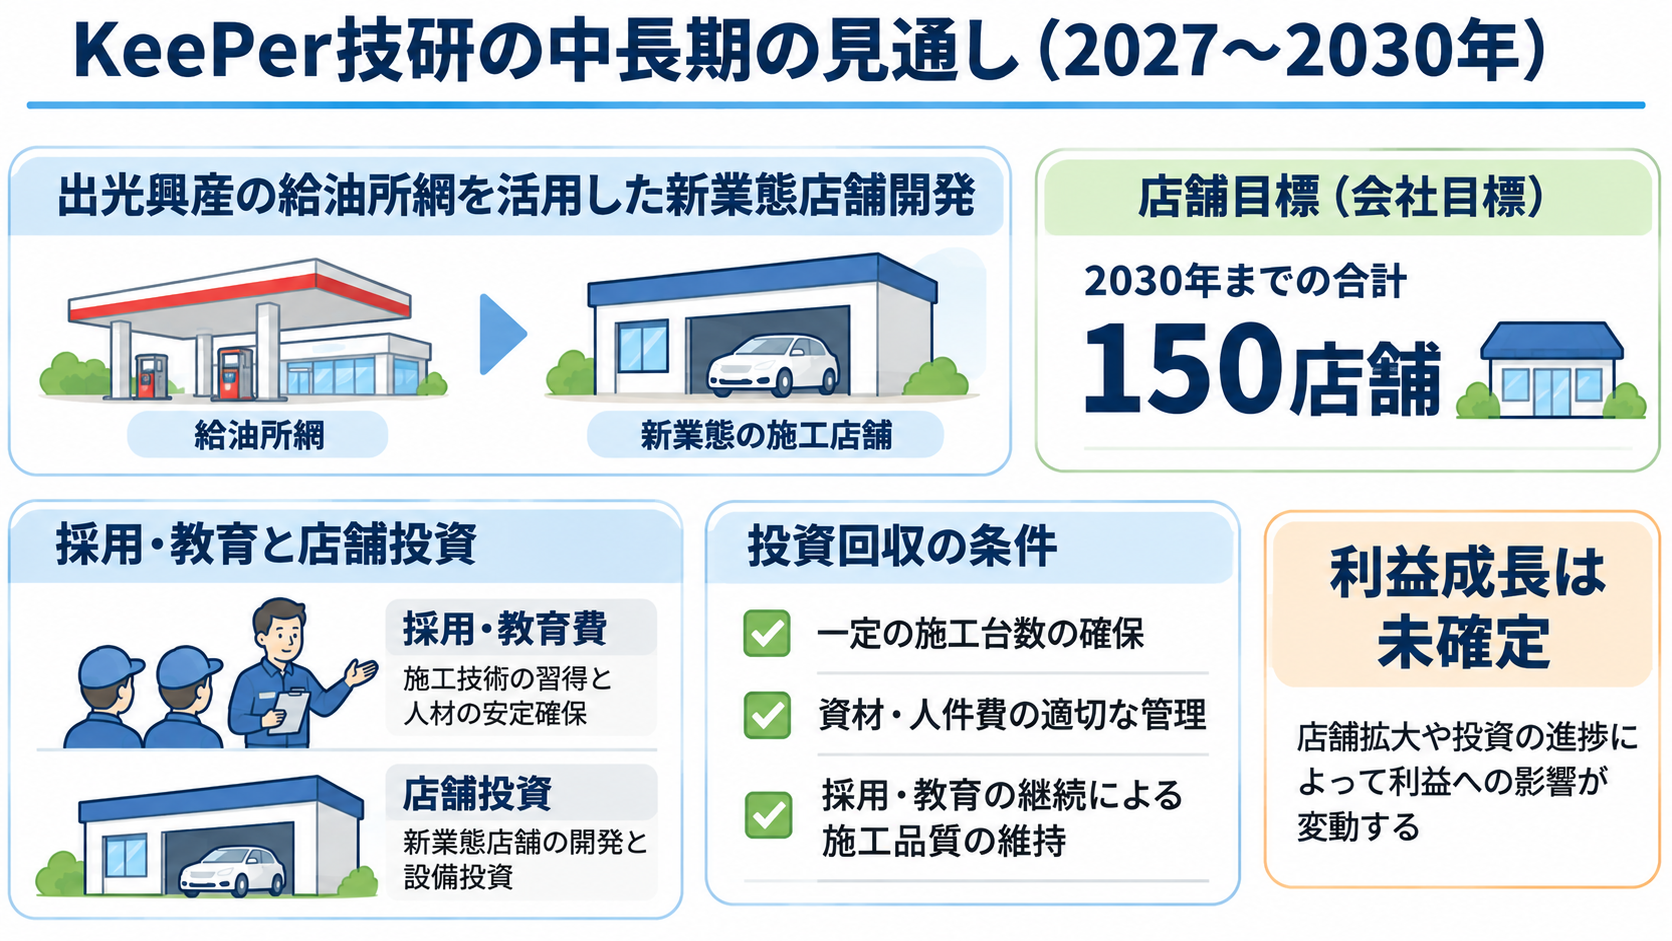 KeePer技研の中長期の見通し（2027～2030年）
出光興産の給油所網を活用した新業態店舗開発
給油所網
新業態の施工店舗
店舗目標（会社目標）
2030年までの合計
150店舗
採用・教育と店舗投資
採用・教育費
施工技術の習得と
人材の安定確保
店舗投資
新業態店舗の開発と
設備投資
投資回収の条件
一定の施工台数の確保
資材・人件費の適切な管理
採用・教育の継続による
施工品質の維持
利益成長は
未確定
店舗拡大や投資の進捗に
よって利益への影響が
変動する